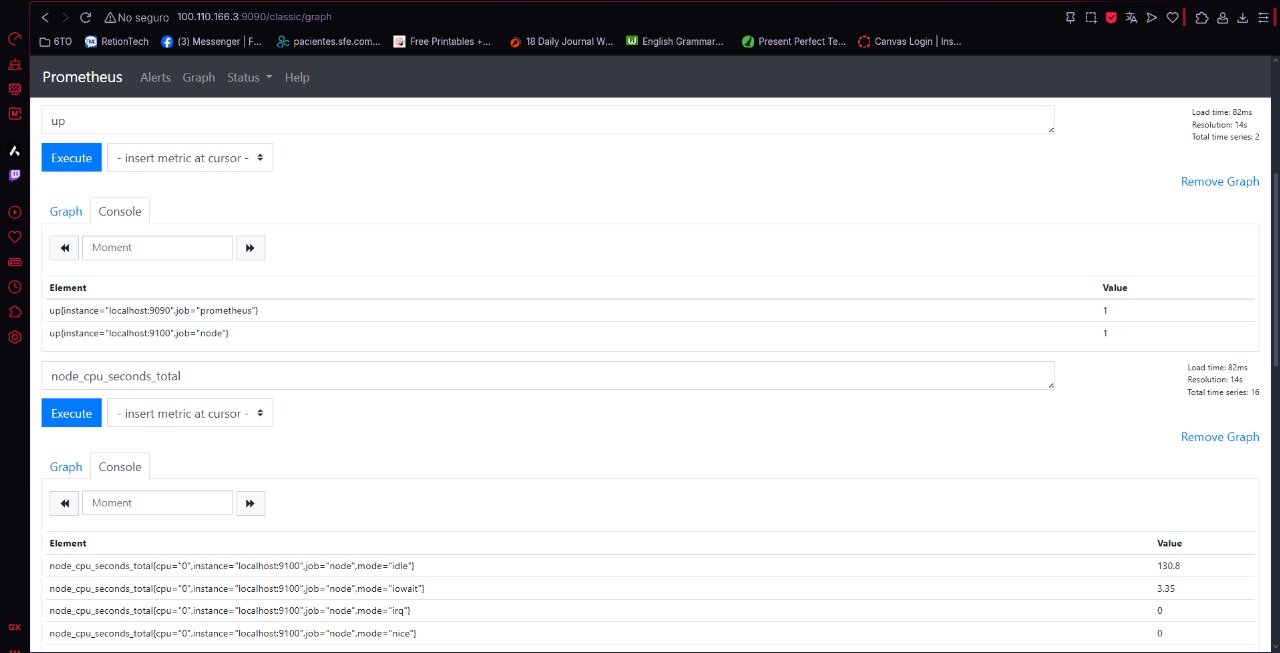 No seguro 100.110.166.3:9090/classic/graph
6TO RetionTech (3) Messenger | F... pacientes.sfe.com... Free Printables +... 18 Daily Journal W... English Grammar... Present Perfect Te... Canvas Login | Ins...
Prometheus Alerts Graph Status Help
up
Load time: 82ms
Resolution: 14s
Total time series: 2
Execute - insert metric at cursor -
Remove Graph
Graph Console
Moment
Element Value
up{instance="localhost:9090",job="prometheus"} 1
up{instance="localhost:9100",job="node"} 1
node_cpu_seconds_total
Load time: 82ms
Resolution: 14s
Total time series: 16
Execute - insert metric at cursor -
Remove Graph
Graph Console
Moment
Element Value
node_cpu_seconds_total{cpu="0",instance="localhost:9100",job="node",mode="idle"} 130.8
node_cpu_seconds_total{cpu="0",instance="localhost:9100",job="node",mode="iowait"} 3.35
node_cpu_seconds_total{cpu="0",instance="localhost:9100",job="node",mode="irq"} 0
node_cpu_seconds_total{cpu="0",instance="localhost:9100",job="node",mode="nice"} 0
GX